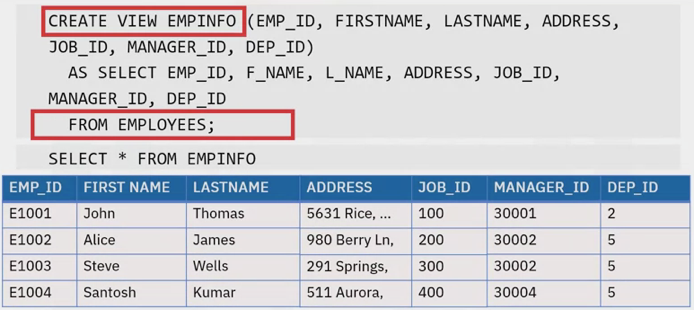 CREATE VIEW EMPINFO (EMP_ID, FIRSTNAME, LASTNAME, ADDRESS,
JOB_ID, MANAGER_ID, DEP_ID)
AS SELECT EMP_ID, F_NAME, L_NAME, ADDRESS, JOB_ID,
MANAGER_ID, DEP_ID
FROM EMPLOYEES;
SELECT * FROM EMPINFO
EMP_ID FIRST NAME LASTNAME ADDRESS JOB_ID MANAGER_ID DEP_ID
E1001 John Thomas 5631 Rice, ... 100 30001 2
E1002 Alice James 980 Berry Ln, 200 30002 5
E1003 Steve Wells 291 Springs, 300 30002 5
E1004 Santosh Kumar 511 Aurora, 400 30004 5